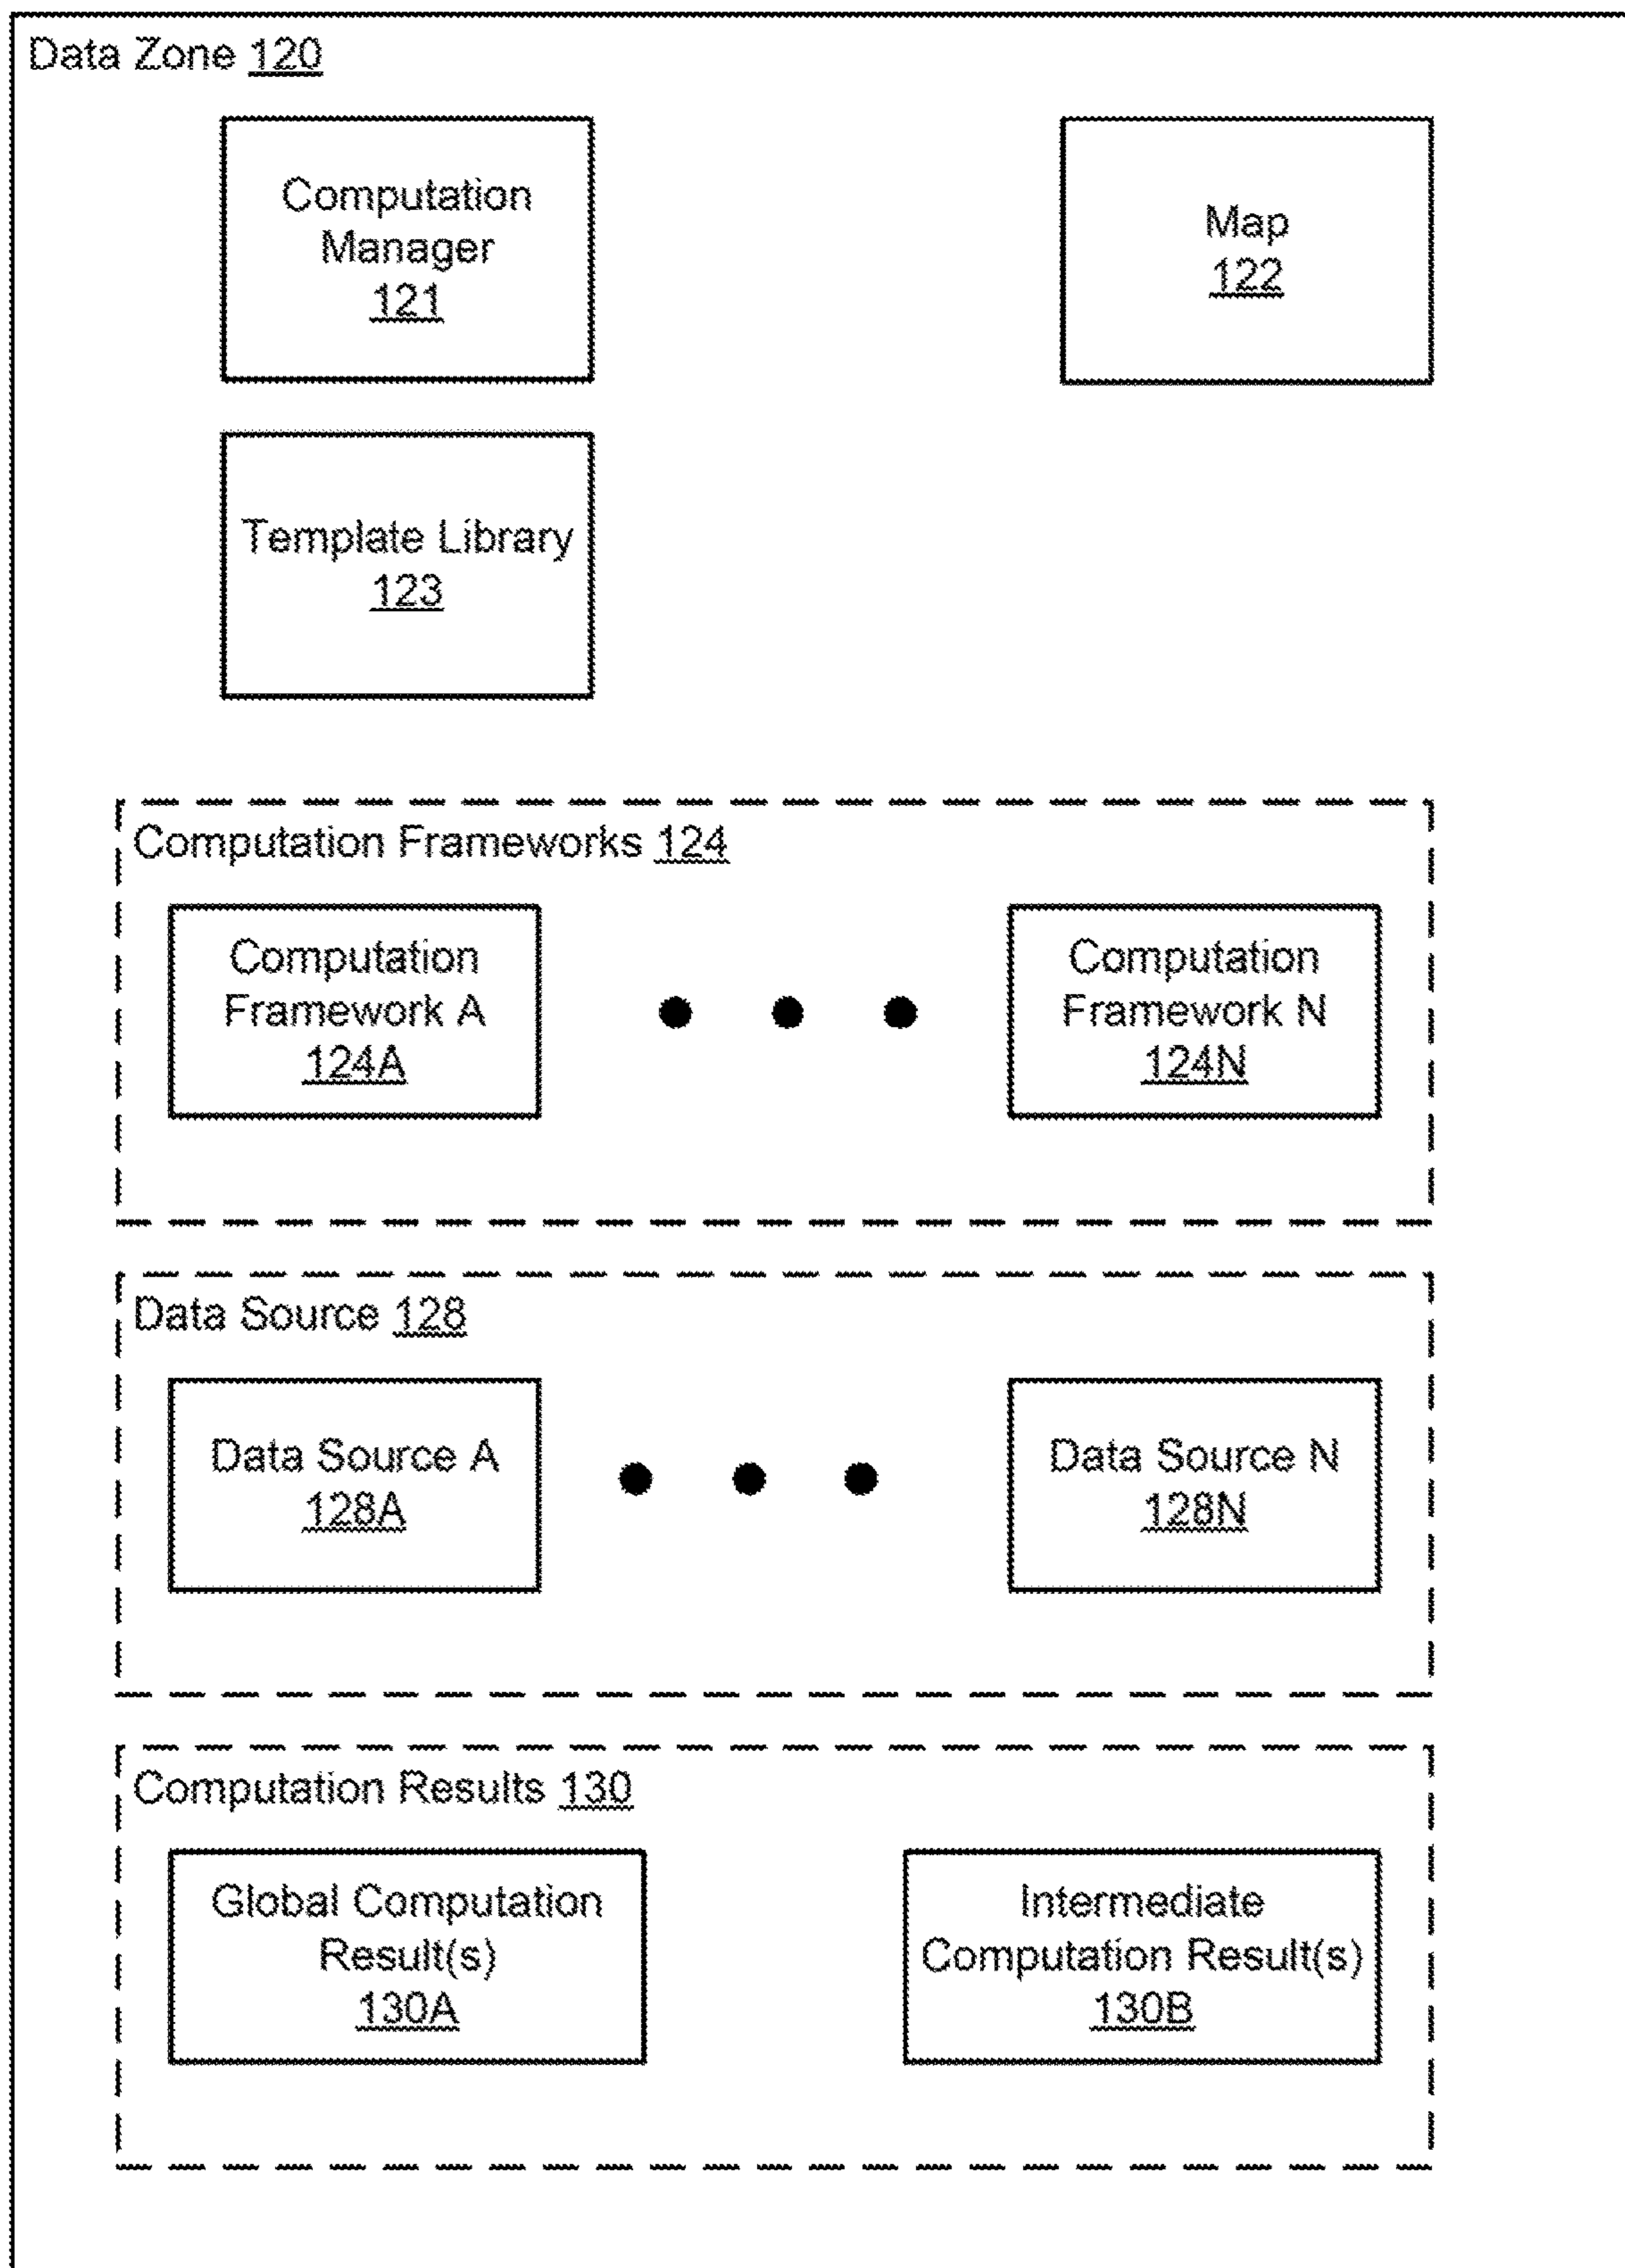 Data Zone 120
Computation
Manager
121
Map
122
Template Library
123
Computation Frameworks 124
Computation
Framework A
124A
Computation
Framework N
124N
Data Source 128
Data Source A
128A
Data Source N
128N
Computation Results 130
Global Computation
Result(s)
130A
Intermediate
Computation Result(s)
130B